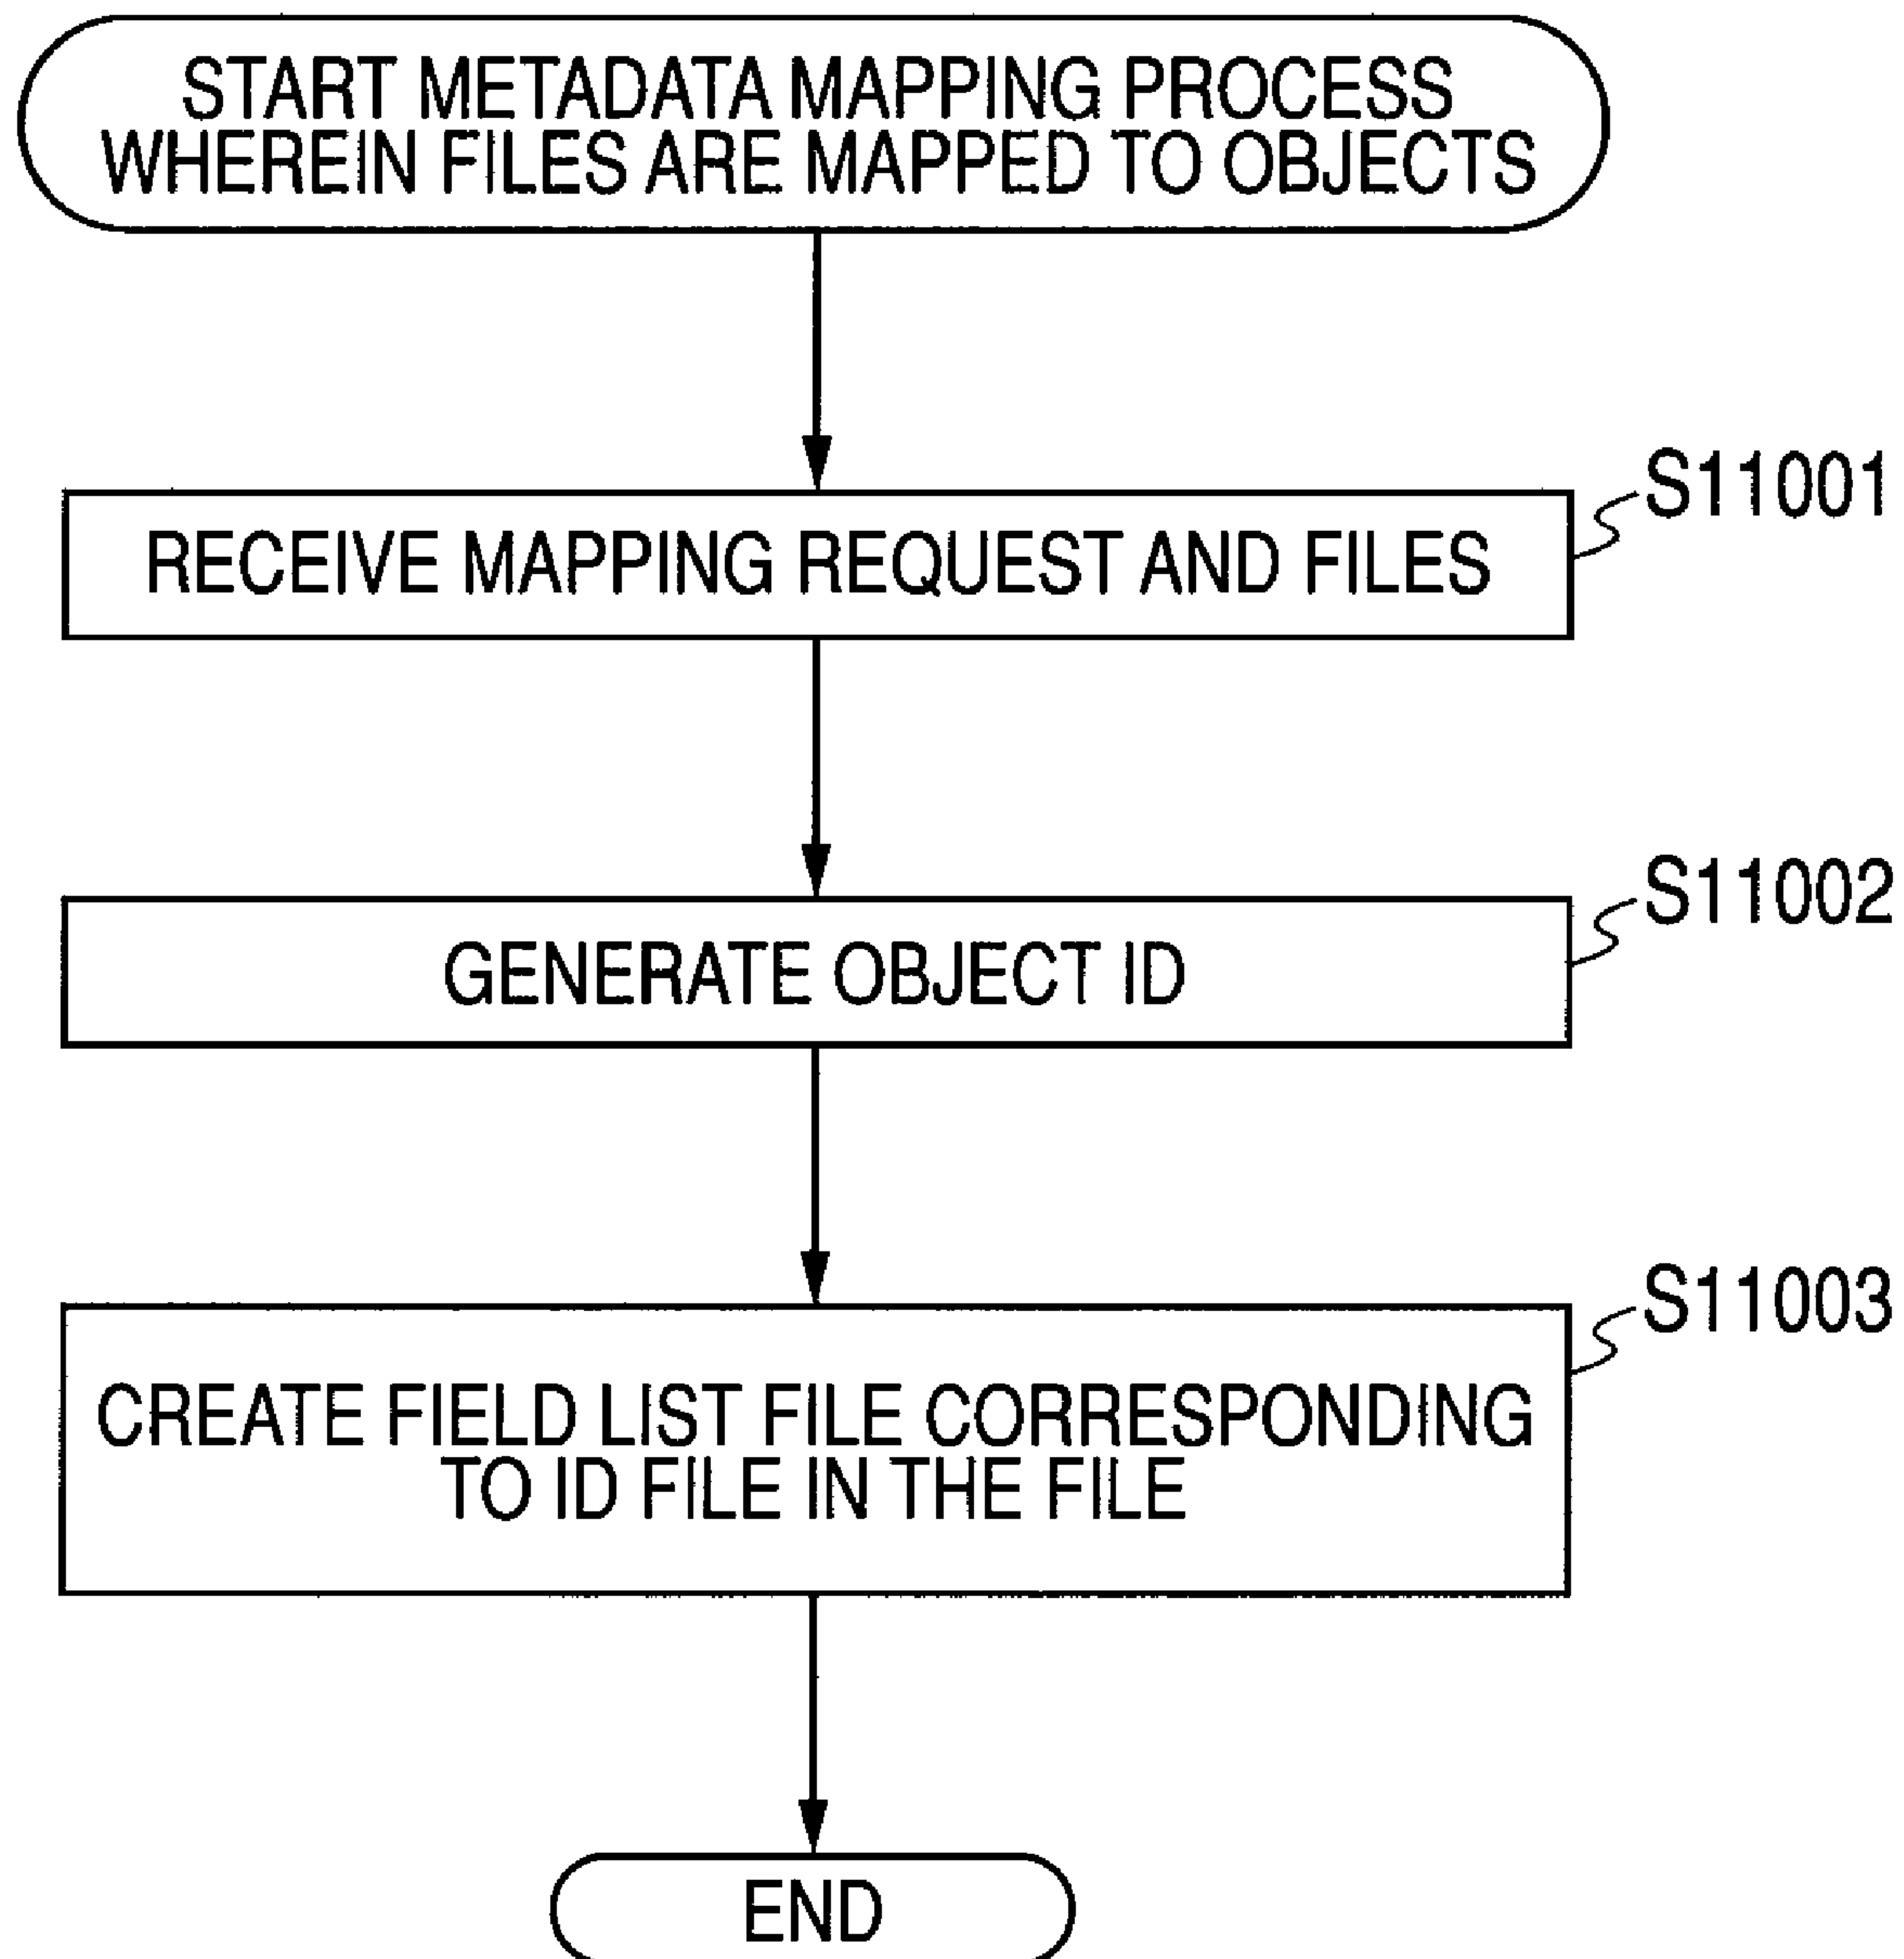 START METADATA MAPPING PROCESS
WHEREIN FILES ARE MAPPED TO OBJECTS
S11001
RECEIVE MAPPING REQUEST AND FILES
S11002
GENERATE OBJECT ID
S11003
CREATE FIELD LIST FILE CORRESPONDING
TO ID FILE IN THE FILE
END